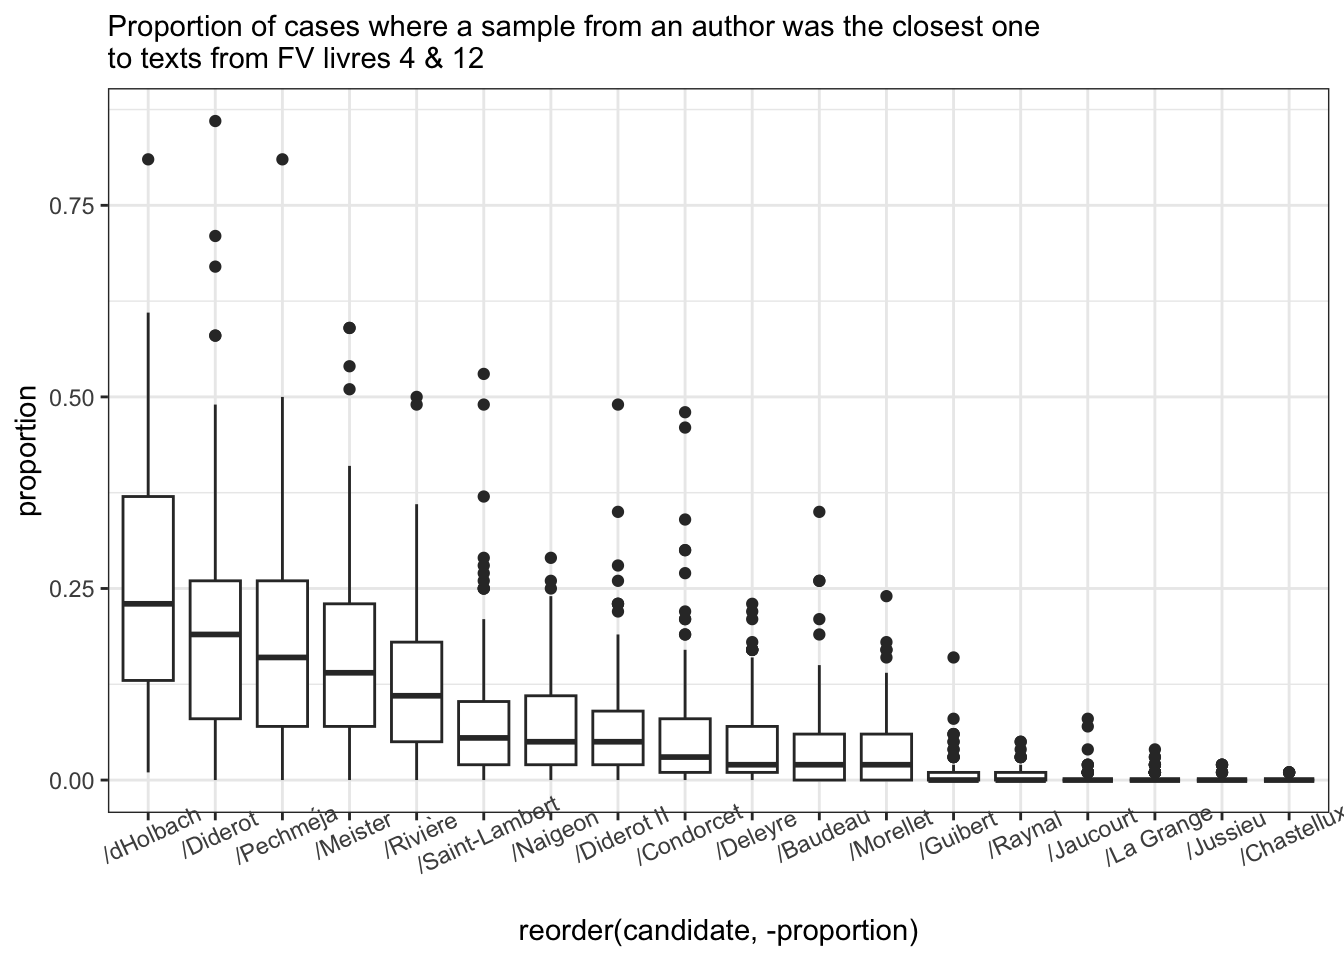 Proportion of cases where a sample from an author was the closest one
to texts from FV livres 4 & 12
proportion
0.75
0.50
0.25
0.00
/dHolbach
/Diderot
/Pechméja
/Meister
/Rivière
/Saint-Lambert
/Naigeon
/Diderot II
/Condorcet
/Deleyre
/Baudeau
/Morellet
/Guibert
/Raynal
/Jaucourt
/La Grange
/Jussieu
/Chastellux
reorder(candidate, -proportion)